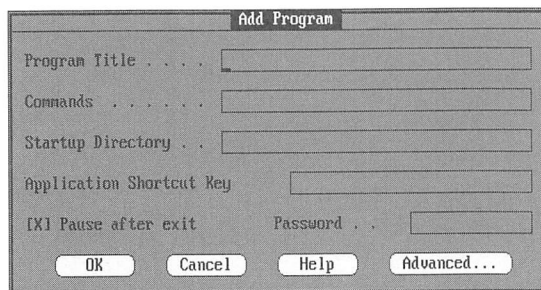 Add Program
Program Title . . . .
Commands . . . . . .
Startup Directory . .
Application Shortcut Key
[X] Pause after exit Password . .
OK Cancel Help Advanced...